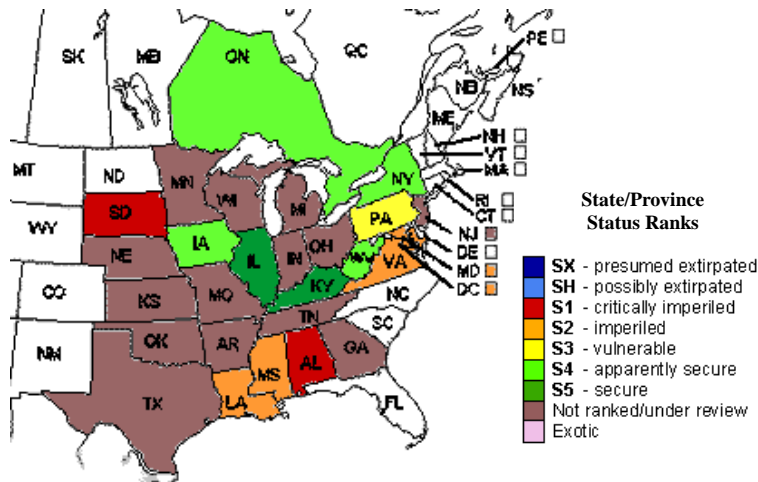 SK
MB
ON
QC
PE
NB
NS
ME
NH
VT
MA
RI
CT
NJ
DE
MD
DC
MT
ND
MN
WI
MI
NY
WY
SD
IA
PA
NE
IL
IN
OH
WV
VA
CO
KS
MO
KY
NC
NM
OK
AR
TN
SC
TX
LA
MS
AL
GA
FL
State/Province
Status Ranks
SX - presumed extirpated
SH - possibly extirpated
S1 - critically imperiled
S2 - imperiled
S3 - vulnerable
S4 - apparently secure
S5 - secure
Not ranked/under review
Exotic